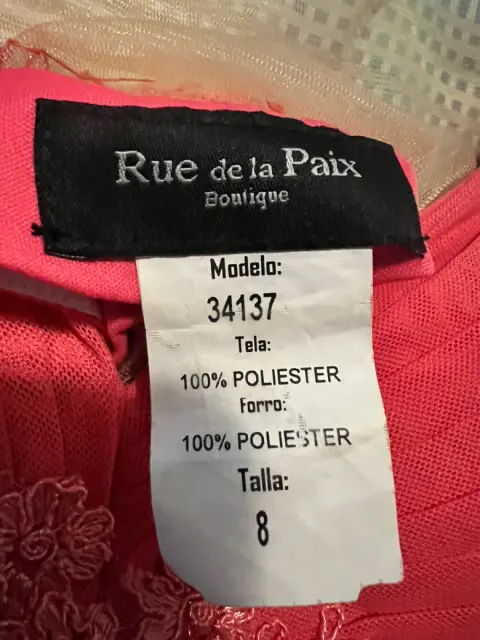 Rue de la Paix
Boutique
Modelo:
34137
Tela:
100% POLIESTER
Forro:
100% POLIESTER
Talla:
8